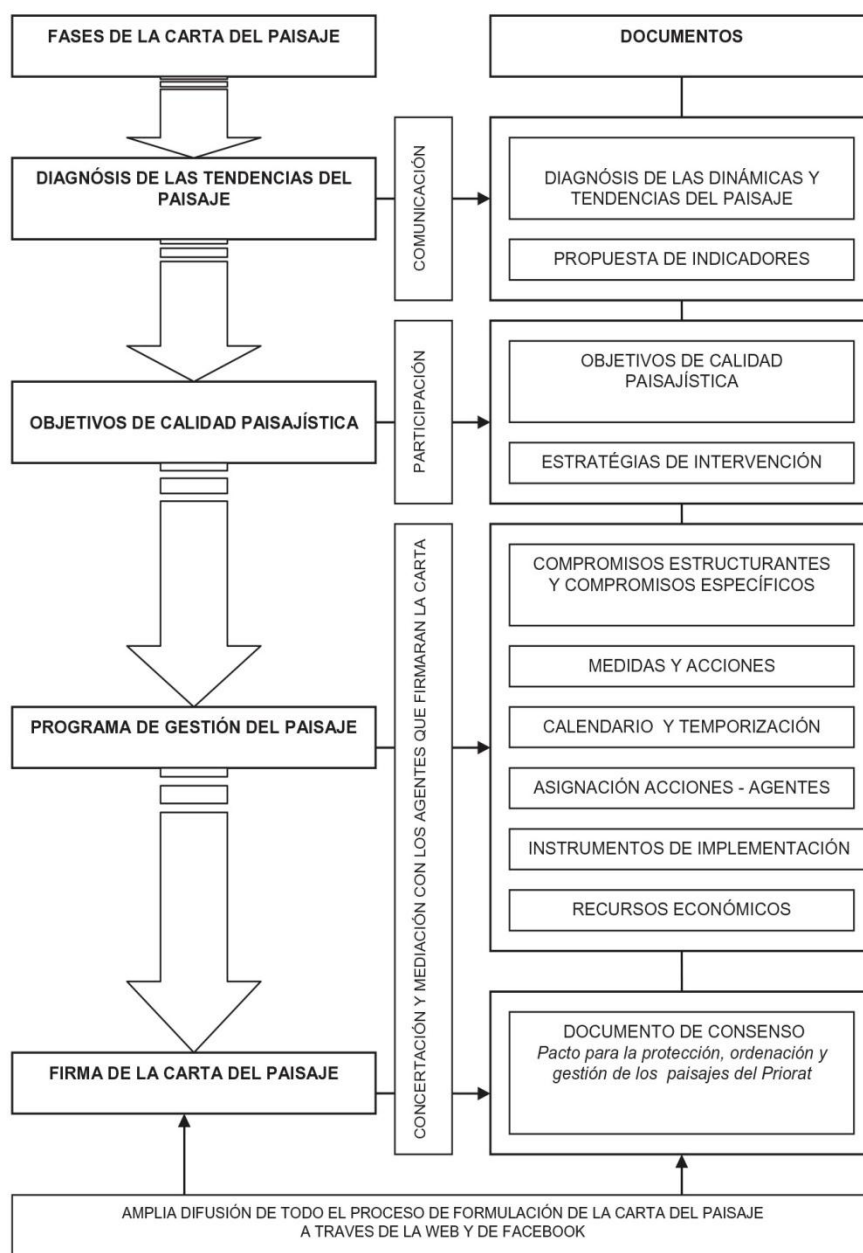 FASES DE LA CARTA DEL PAISAJE
DOCUMENTOS
DIAGNÓSIS DE LAS TENDENCIAS DEL
PAISAJE
COMUNICACIÓN
DIAGNÓSIS DE LAS DINÁMICAS Y
TENDENCIAS DEL PAISAJE
PROPUESTA DE INDICADORES
OBJETIVOS DE CALIDAD PAISAJÍSTICA
PARTICIPACIÓN
OBJETIVOS DE CALIDAD
PAISAJÍSTICA
ESTRATÉGIAS DE INTERVENCIÓN
PROGRAMA DE GESTIÓN DEL PAISAJE
CONCERTACIÓN Y MEDIACIÓN CON LOS AGENTES QUE FIRMARAN LA CARTA
COMPROMISOS ESTRUCTURANTES
Y COMPROMISOS ESPECÍFICOS
MEDIDAS Y ACCIONES
CALENDARIO Y TEMPORIZACIÓN
ASIGNACIÓN ACCIONES - AGENTES
INSTRUMENTOS DE IMPLEMENTACIÓN
RECURSOS ECONÓMICOS
FIRMA DE LA CARTA DEL PAISAJE
DOCUMENTO DE CONSENSO
Pacto para la protección, ordenación y
gestión de los paisajes del Priorat
AMPLIA DIFUSIÓN DE TODO EL PROCESO DE FORMULACIÓN DE LA CARTA DEL PAISAJE
A TRAVES DE LA WEB Y DE FACEBOOK